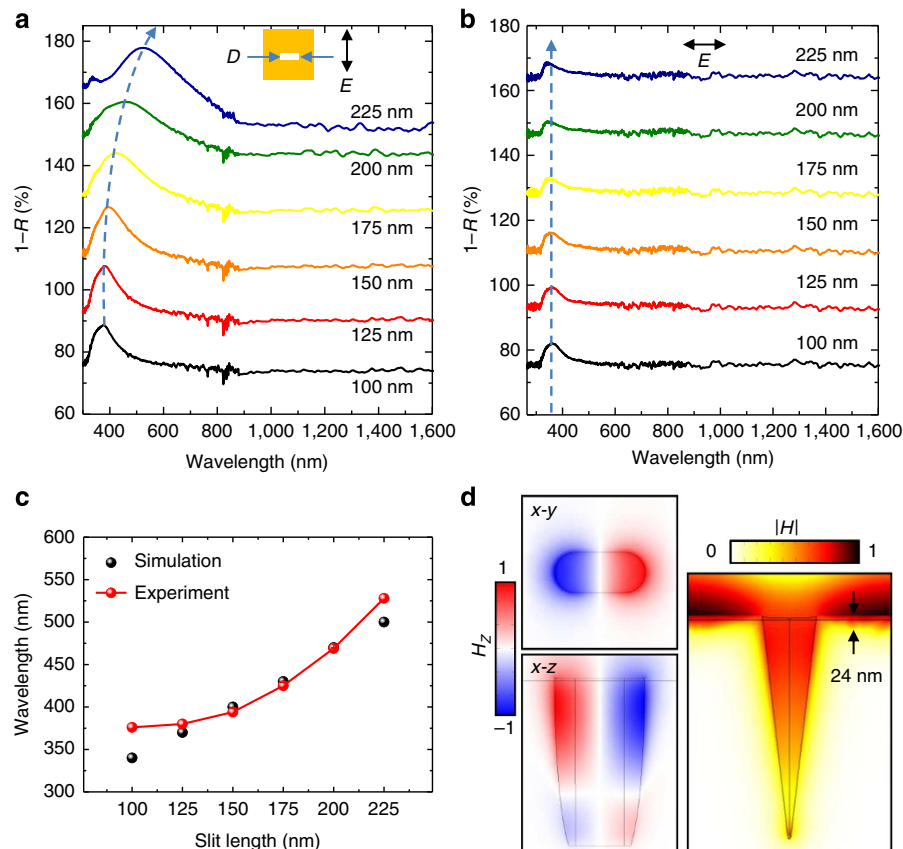 a
180
160
140
120
100
80
60
1–R (%)
D
E
225 nm
200 nm
175 nm
150 nm
125 nm
100 nm
300 400 600 800 1,000 1,200 1,400 1,600
Wavelength (nm)
b
180
160
140
120
100
80
60
1–R (%)
E
225 nm
200 nm
175 nm
150 nm
125 nm
100 nm
400 600 800 1,000 1,200 1,400 1,600
Wavelength (nm)
c
600
550
500
450
400
350
300
Wavelength (nm)
Simulation
Experiment
100 125 150 175 200 225
Slit length (nm)
d
1
HZ
−1
x-y
x-z
|H|
0 1
24 nm